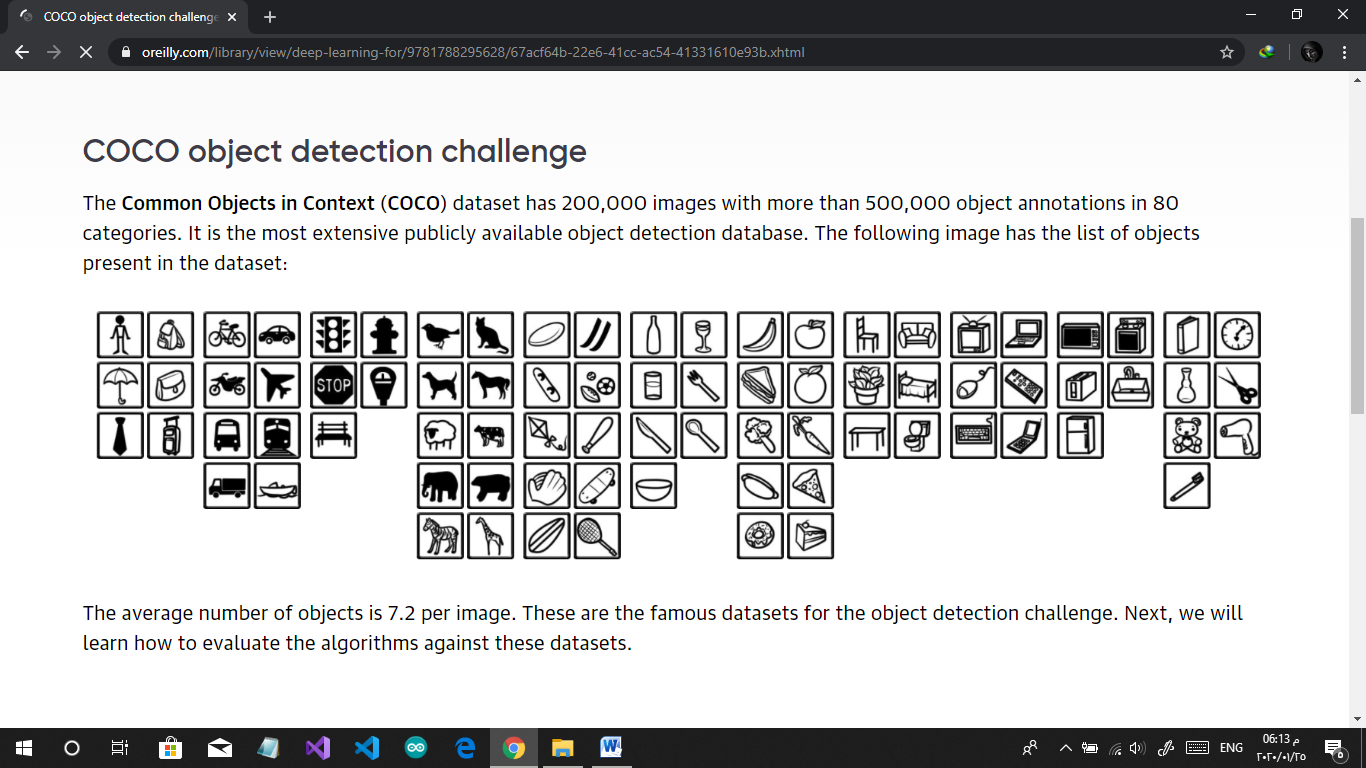 COCO object detection challenge
oreilly.com/library/view/deep-learning-for/9781788295628/67acf64b-22e6-41cc-ac54-41331610e93b.xhtml
COCO object detection challenge
The Common Objects in Context (COCO) dataset has 200,000 images with more than 500,000 object annotations in 80
categories. It is the most extensive publicly available object detection database. The following image has the list of objects
present in the dataset:
STOP
The average number of objects is 7.2 per image. These are the famous datasets for the object detection challenge. Next, we will
learn how to evaluate the algorithms against these datasets.
ENG
06:13 م
٢٠٢٠/٠١/٢٥